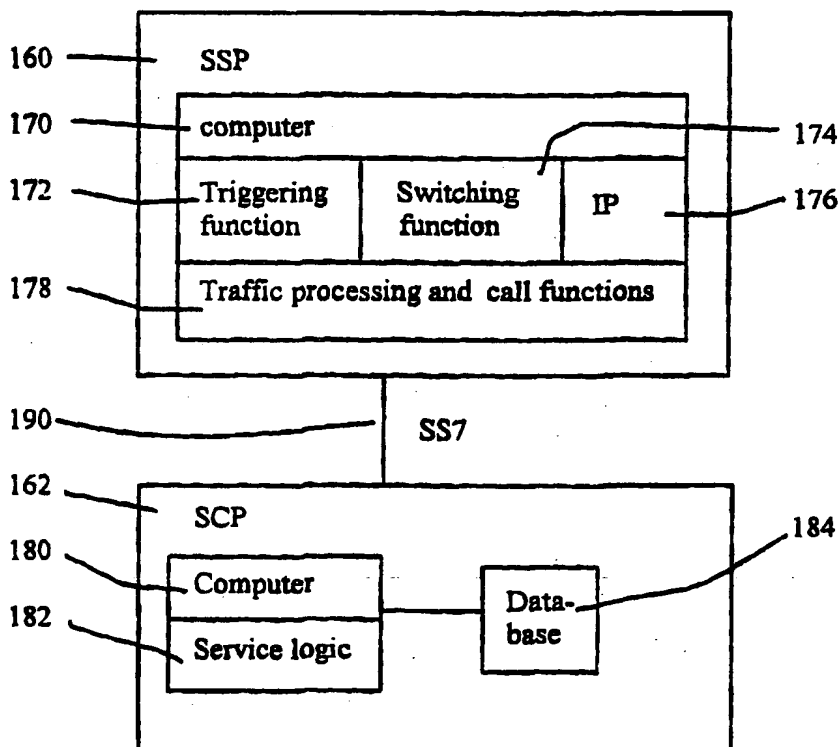 160 SSP
170 computer 174
172 Triggering Switching IP 176
function function
178 Traffic processing and call functions
190 SS7
162 SCP
180 Computer Data- 184
182 Service logic base